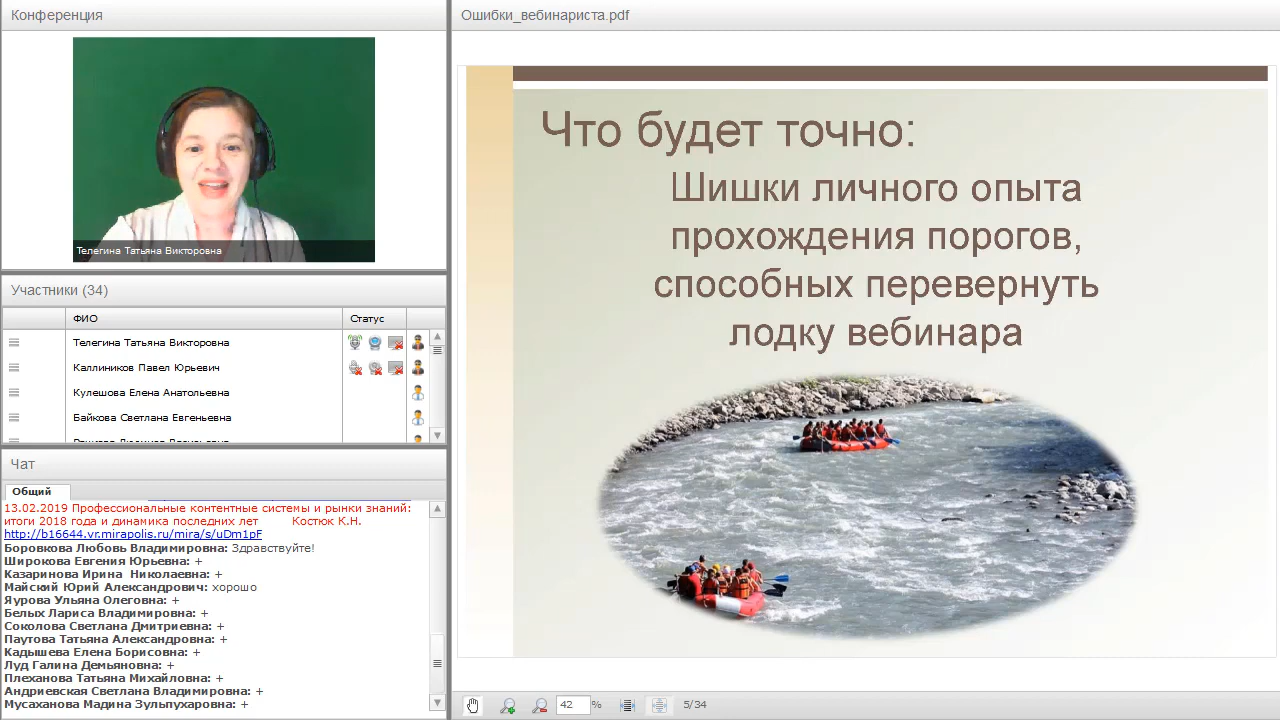 Конференция
Телегина Татьяна Викторовна
Участники (34)
ФИО Статус
Телегина Татьяна Викторовна
Каллиников Павел Юрьевич
Кулешова Елена Анатольевна
Байкова Светлана Евгеньевна
Чат
Общий
13.02.2019 Профессиональные контентные системы и рынки знаний:
итоги 2018 года и динамика последних лет Костюк К.Н.
http://b16644.vr.mirapolis.ru/mira/s/uDm1pF
Боровкова Любовь Владимировна: Здравствуйте!
Широкова Евгения Юрьевна: +
Казаринова Ирина Николаевна: +
Майский Юрий Александрович: хорошо
Яурова Ульяна Олеговна: +
Белых Лариса Владимировна: +
Соколова Светлана Дмитриевна: +
Паутова Татьяна Александровна: +
Кадышева Елена Борисовна: +
Луд Галина Демьяновна: +
Плеханова Татьяна Михайловна: +
Андриевская Светлана Владимировна: +
Мусаханова Мадина Зульпухаровна: +
Ошибки_вебинариста.pdf
Что будет точно:
Шишки личного опыта
прохождения порогов,
способных перевернуть
лодку вебинара
42 % 5/34